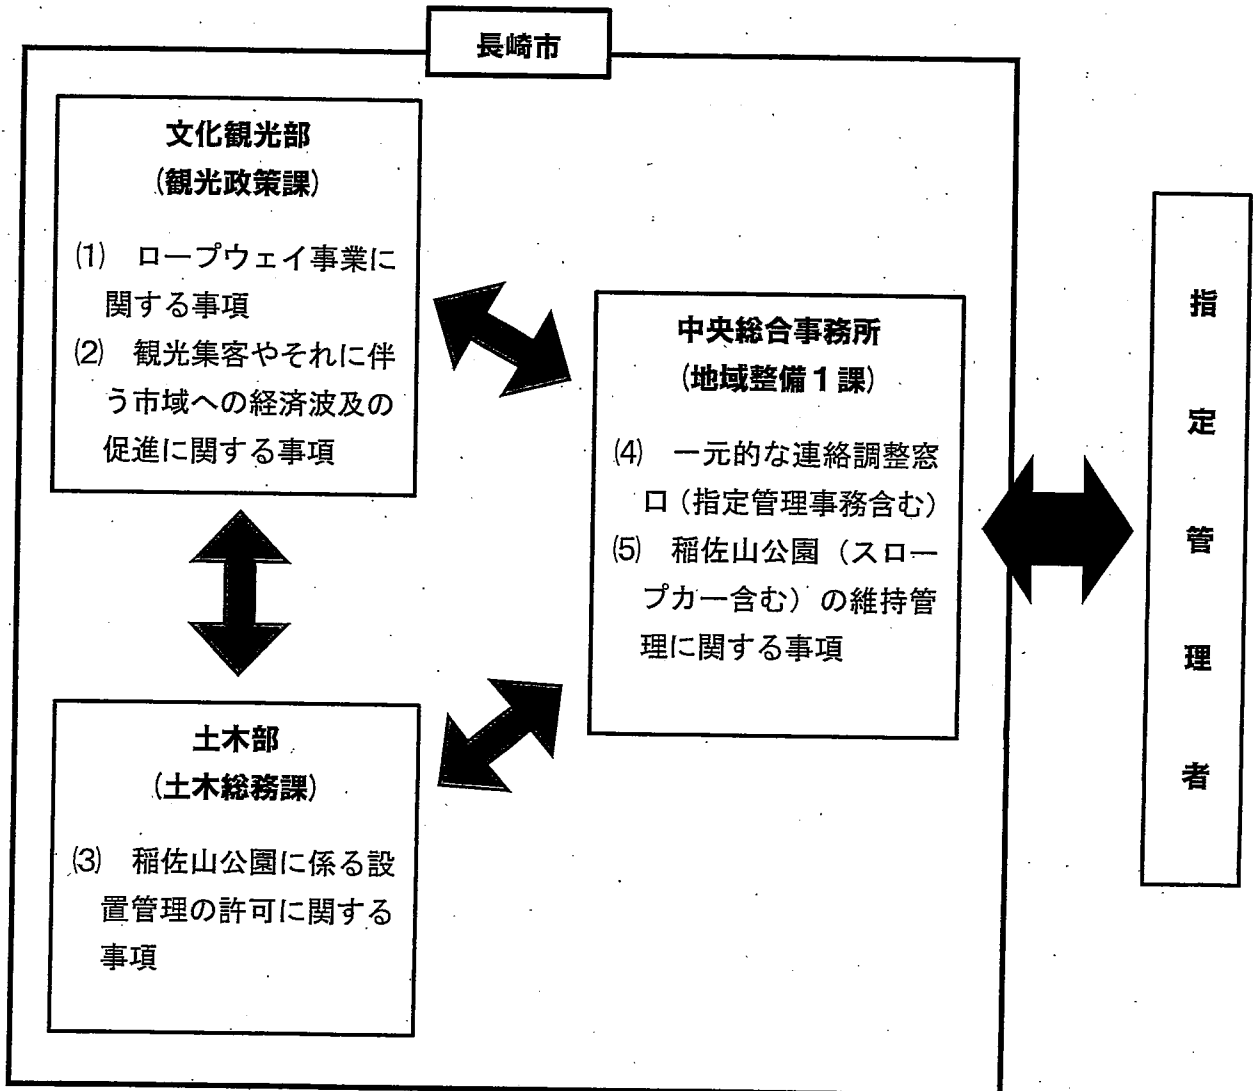 長崎市
文化観光部
(観光政策課)
(1) ロープウェイ事業に
関する事項
(2) 観光集客やそれに伴
う市域への経済波及の
促進に関する事項
土木部
(土木総務課)
(3) 稲佐山公園に係る設
置管理の許可に関する
事項
中央総合事務所
(地域整備1課)
(4) 一元的な連絡調整窓
口(指定管理事務含む)
(5) 稲佐山公園(スロー
プカー含む)の維持管
理に関する事項
指定管理者